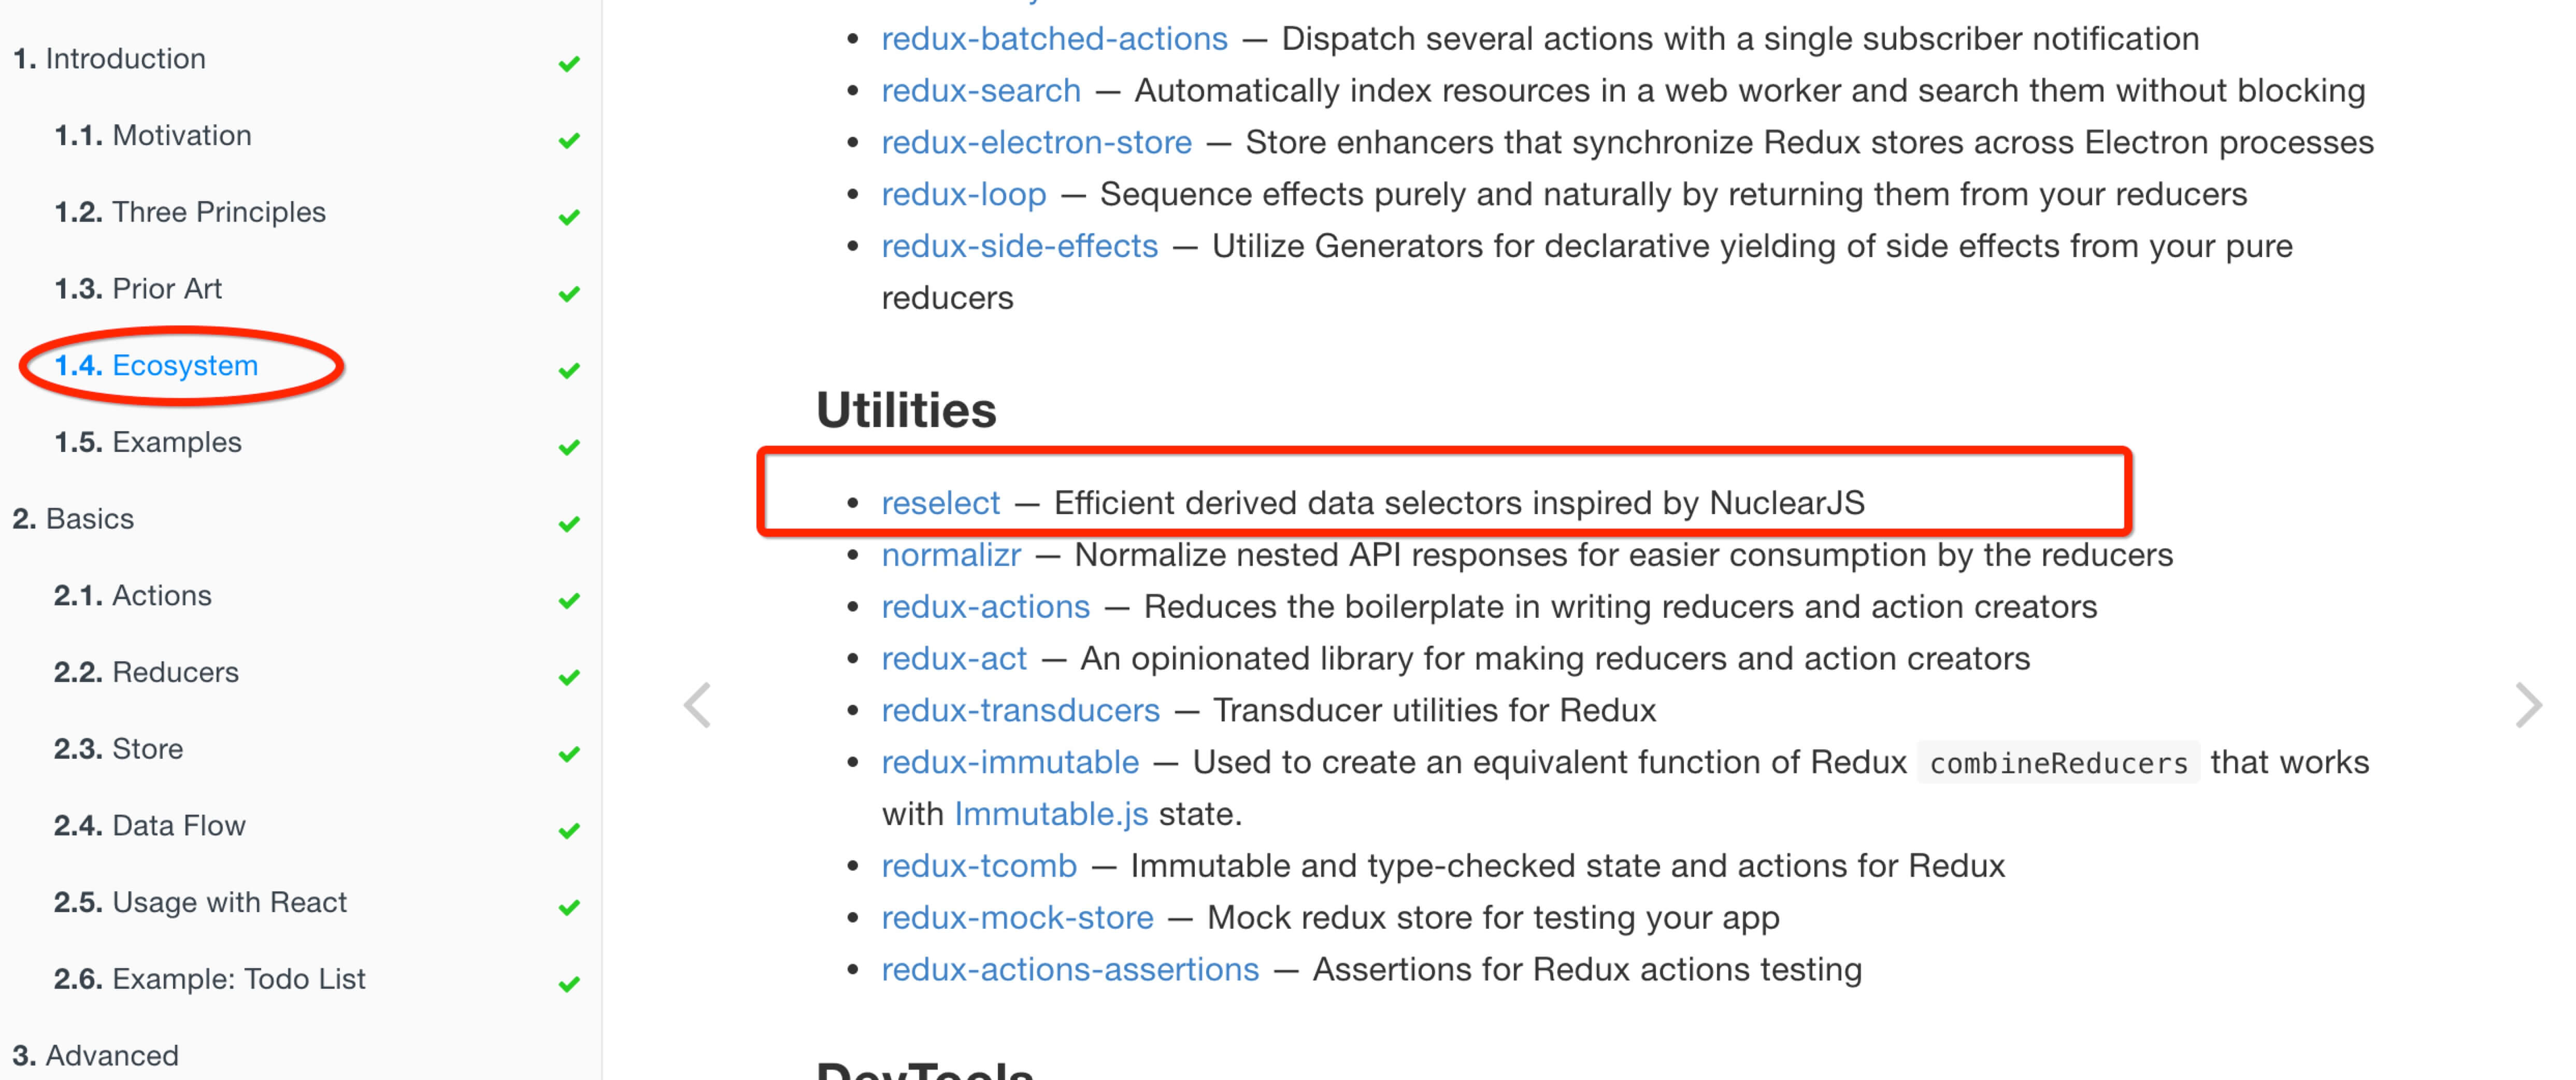 1. Introduction
1.1. Motivation
1.2. Three Principles
1.3. Prior Art
1.4. Ecosystem
1.5. Examples
2. Basics
2.1. Actions
2.2. Reducers
2.3. Store
2.4. Data Flow
2.5. Usage with React
2.6. Example: Todo List
3. Advanced
• redux-batched-actions — Dispatch several actions with a single subscriber notification
• redux-search — Automatically index resources in a web worker and search them without blocking
• redux-electron-store — Store enhancers that synchronize Redux stores across Electron processes
• redux-loop — Sequence effects purely and naturally by returning them from your reducers
• redux-side-effects — Utilize Generators for declarative yielding of side effects from your pure
reducers
Utilities
• reselect — Efficient derived data selectors inspired by NuclearJS
• normalizr — Normalize nested API responses for easier consumption by the reducers
• redux-actions — Reduces the boilerplate in writing reducers and action creators
• redux-act — An opinionated library for making reducers and action creators
• redux-transducers — Transducer utilities for Redux
• redux-immutable — Used to create an equivalent function of Redux combineReducers that works
with Immutable.js state.
• redux-tcomb — Immutable and type-checked state and actions for Redux
• redux-mock-store — Mock redux store for testing your app
• redux-actions-assertions — Assertions for Redux actions testing
DevTools